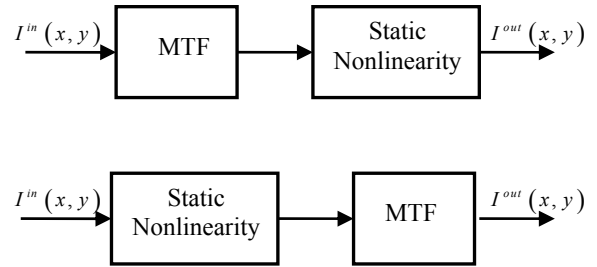 I^{in}(x, y)
MTF
Static
Nonlinearity
I^{out}(x, y)
I^{in}(x, y)
Static
Nonlinearity
MTF
I^{out}(x, y)